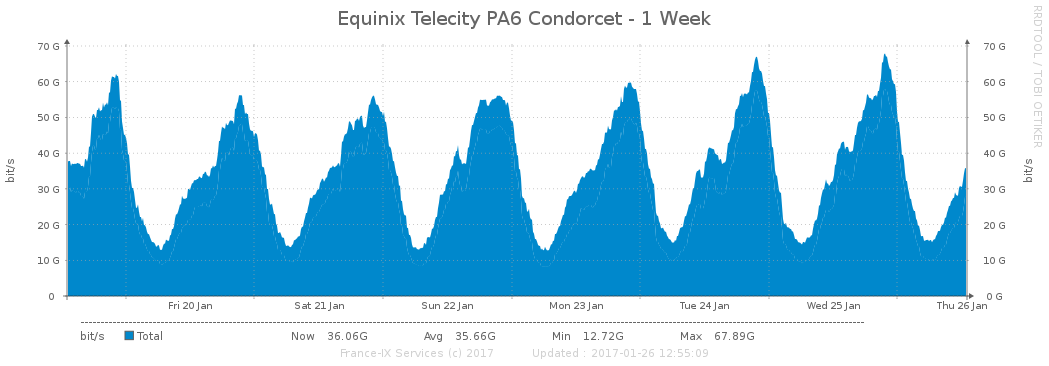 Equinix Telecity PA6 Condorcet - 1 Week
RRDTOOL / TOBI OETIKER
bit/s
70 G 70 G
60 G 60 G
50 G 50 G
40 G 40 G
30 G 30 G
20 G 20 G
10 G 10 G
0 0 G
bit/s
Fri 20 Jan Sat 21 Jan Sun 22 Jan Mon 23 Jan Tue 24 Jan Wed 25 Jan Thu 26 Jan
bit/s Total Now 36.06G Avg 35.66G Min 12.72G Max 67.89G
France-IX Services (c) 2017 Updated : 2017-01-26 12:55:09